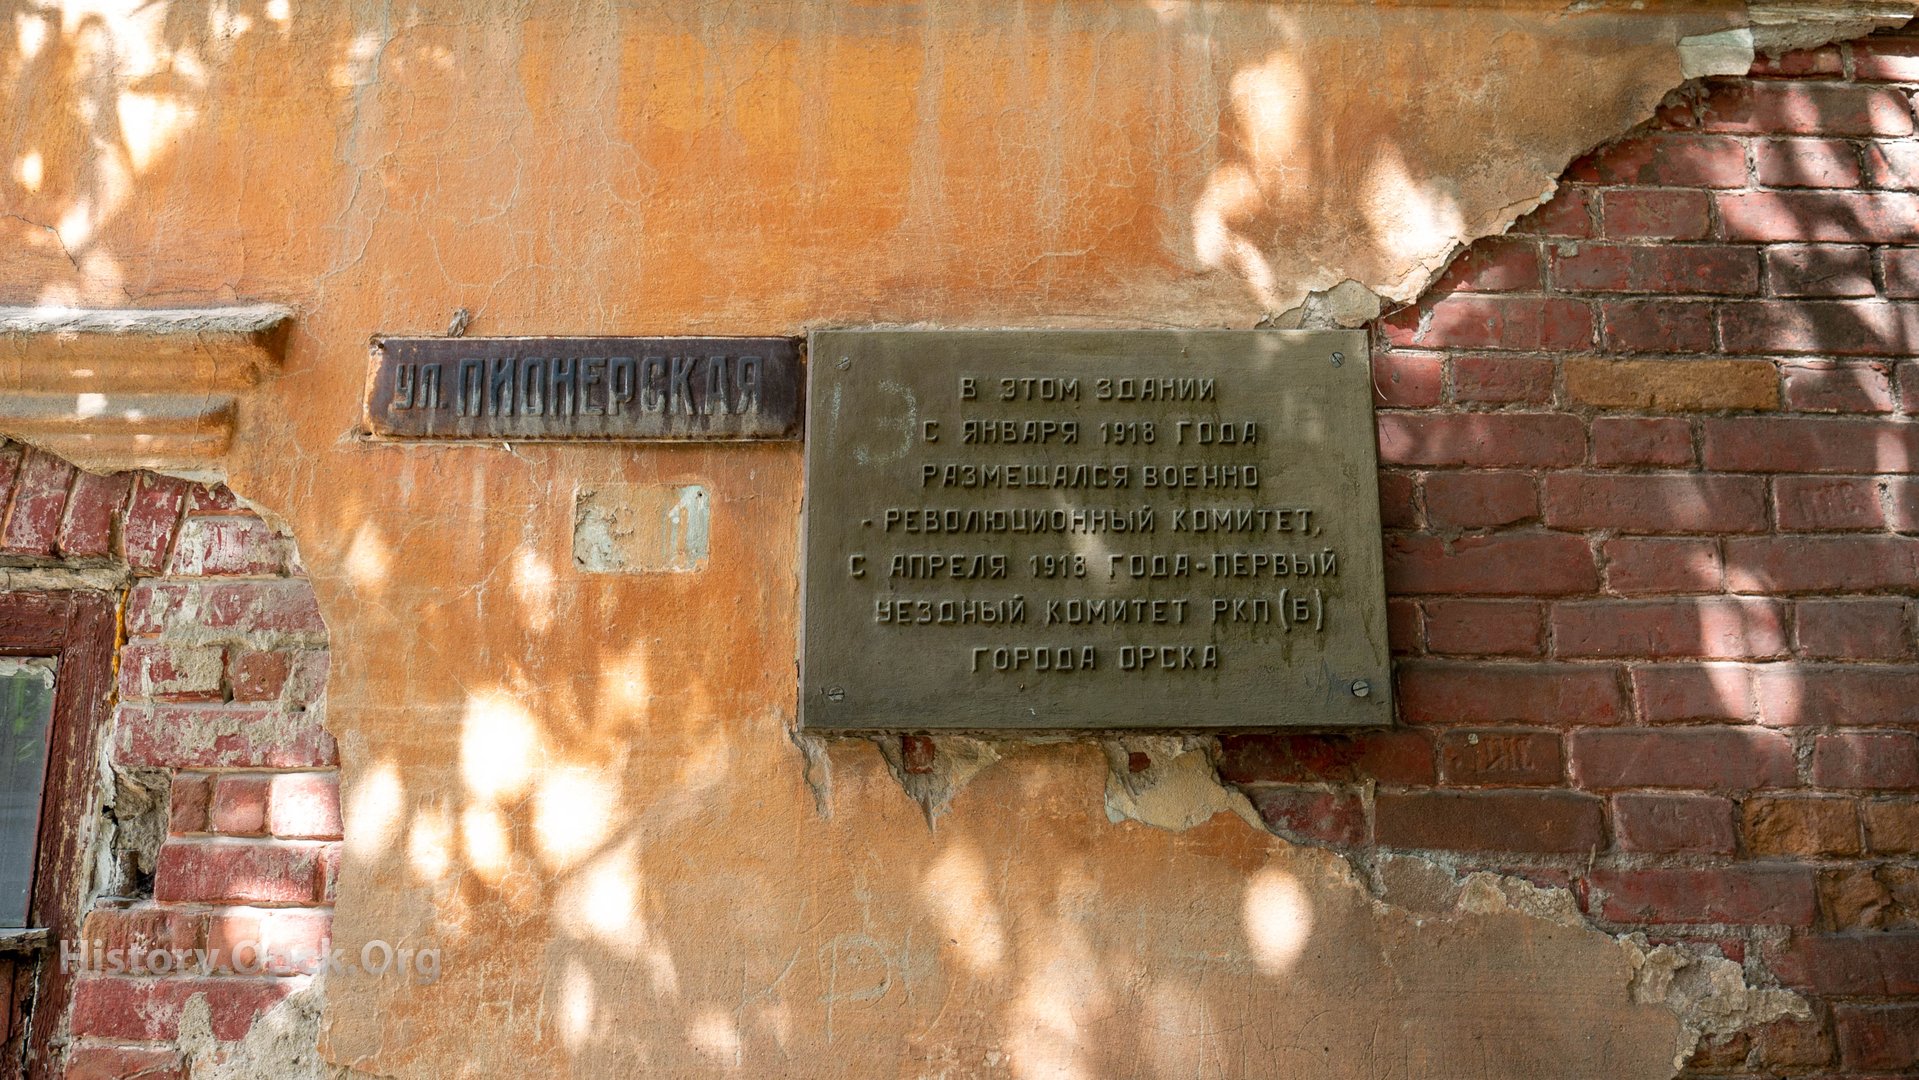 ул. ПИОНЕРСКАЯ
1
В ЭТОМ ЗДАНИИ
С ЯНВАРЯ 1918 ГОДА
РАЗМЕЩАЛСЯ ВОЕННО
- РЕВОЛЮЦИОННЫЙ КОМИТЕТ,
С АПРЕЛЯ 1918 ГОДА - ПЕРВЫЙ
УЕЗДНЫЙ КОМИТЕТ РКП(Б)
ГОРОДА ОРСКА
History.Orsk.Org